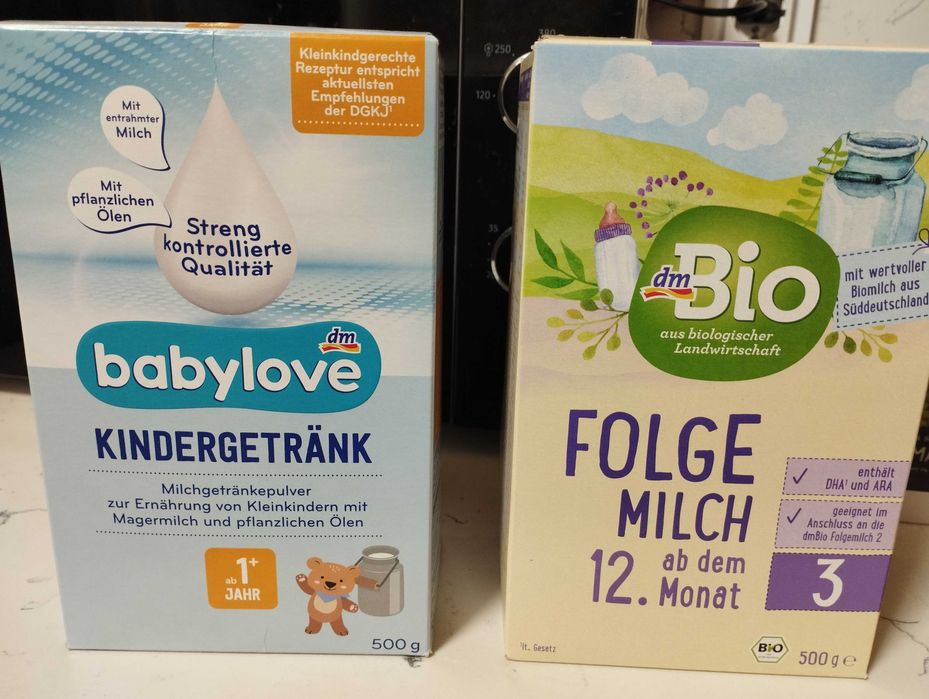 Kleinkindgerechte
Rezeptur entspricht
aktuellsten
Empfehlungen
der DGKJ¹
Mit
entrahmter
Milch
Mit
pflanzlichen
Ölen
Streng
kontrollierte
Qualität
dm
babylove
KINDERGETRÄNK
Milchgetränkepulver
zur Ernährung von Kleinkindern mit
Magermilch und pflanzlichen Ölen
ab 1+
JAHR
500 g
250
120
35
dm Bio
aus biologischer
Landwirtschaft
mit wertvoller
Biomilch aus
Süddeutschland
FOLGE
MILCH
12. ab dem
Monat
enthält
DHA¹ und ARA
geeignet im
Anschluss an die
dmBio Folgemilch 2
3
¹lt. Gesetz
BIO
500 g e